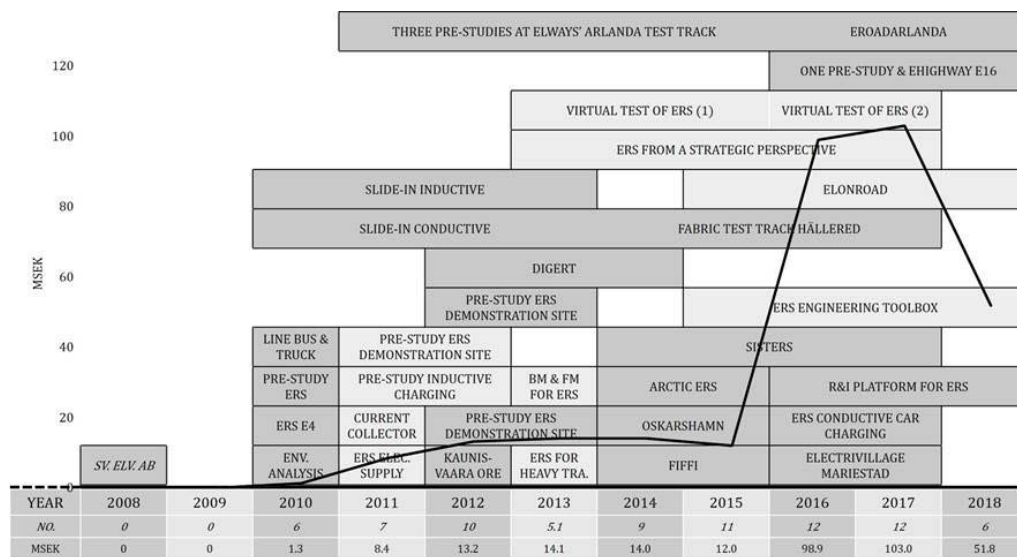 THREE PRE-STUDIES AT ELWAYS' ARLANDA TEST TRACK EROADARLANDA
120
ONE PRE-STUDY & EHIGHWAY E16
VIRTUAL TEST OF ERS (1) VIRTUAL TEST OF ERS (2)
100
ERS FROM A STRATEGIC PERSPECTIVE
SLIDE-IN INDUCTIVE ELONROAD
80
SLIDE-IN CONDUCTIVE FABRIC TEST TRACK HÄLLERED
MSEK
60
DIGERT
PRE-STUDY ERS
DEMONSTRATION SITE
ERS ENGINEERING TOOLBOX
40
LINE BUS &
TRUCK
PRE-STUDY ERS
DEMONSTRATION SITE
SISTERS
PRE-STUDY
ERS
PRE-STUDY INDUCTIVE
CHARGING
BM & FM
FOR ERS
ARCTIC ERS
R&I PLATFORM FOR ERS
20
ERS E4
CURRENT
COLLECTOR
PRE-STUDY ERS
DEMONSTRATION SITE
OSKARSHAMN
ERS CONDUCTIVE CAR
CHARGING
SV. ELV. AB
ENV.
ANALYSIS
ERS ELEC.
SUPPLY
KAUNIS-
VAARA ORE
ERS FOR
HEAVY TRA.
FIFFI
ELECTRIVILLAGE
MARIESTAD
0
YEAR 2008 2009 2010 2011 2012 2013 2014 2015 2016 2017 2018
NO. 0 0 6 7 10 5.1 9 11 12 12 6
MSEK 0 0 1.3 8.4 13.2 14.1 14.0 12.0 98.9 103.0 51.8